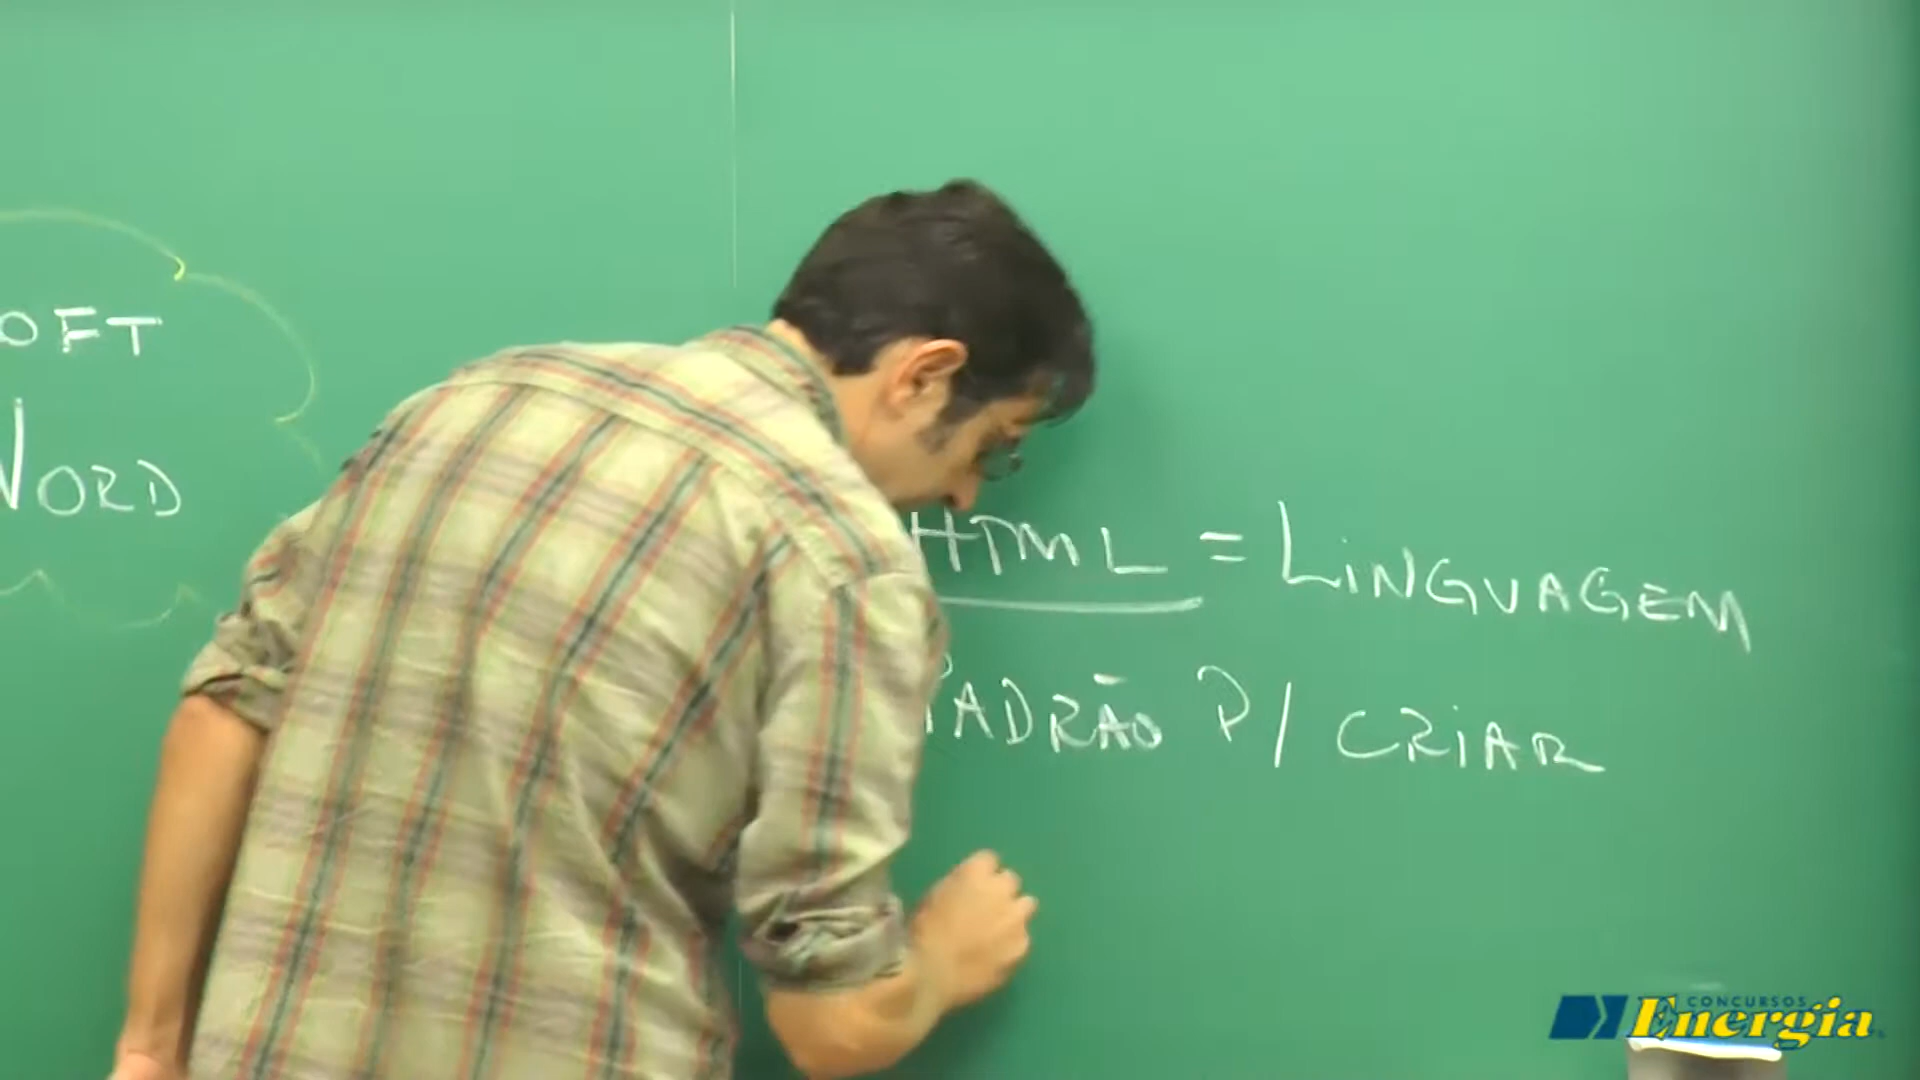 OFT
WORD
HTML = LINGUAGEM
PADRÃO P/ CRIAR
CONCURSOS
Energia